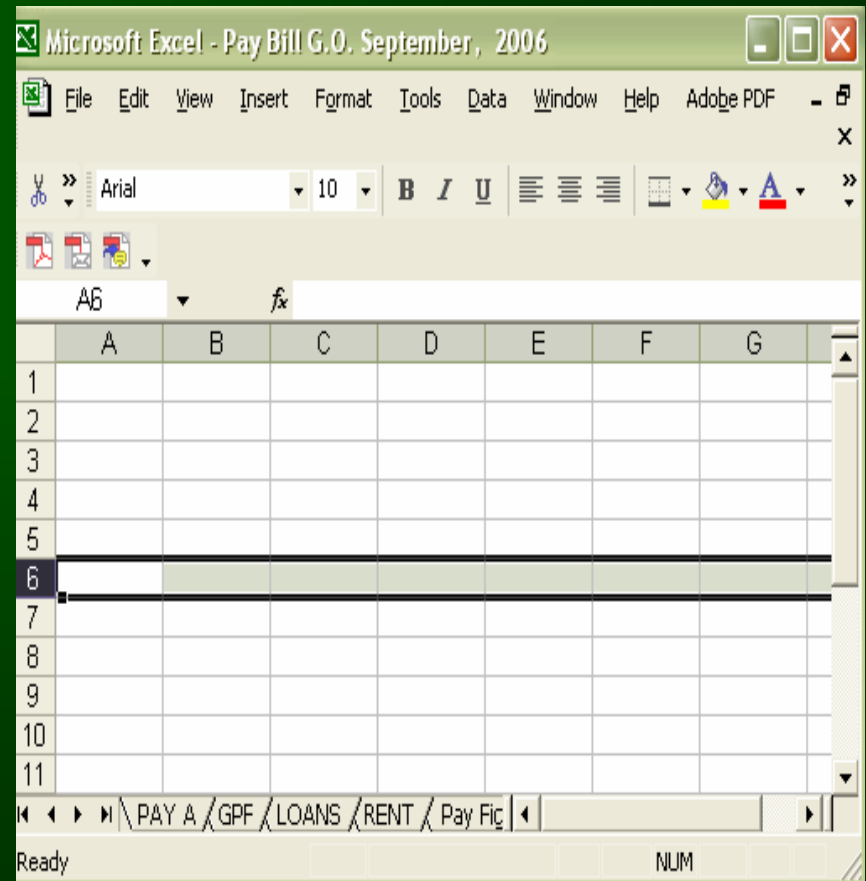 Microsoft Excel - Pay Bill G.O. September, 2006
File Edit View Insert Format Tools Data Window Help Adobe PDF
Arial 10 B I U A
A6 fx
A B C D E F G
1
2
3
4
5
6
7
8
9
10
11
PAY A GPF LOANS RENT Pay Fig
Ready NUM